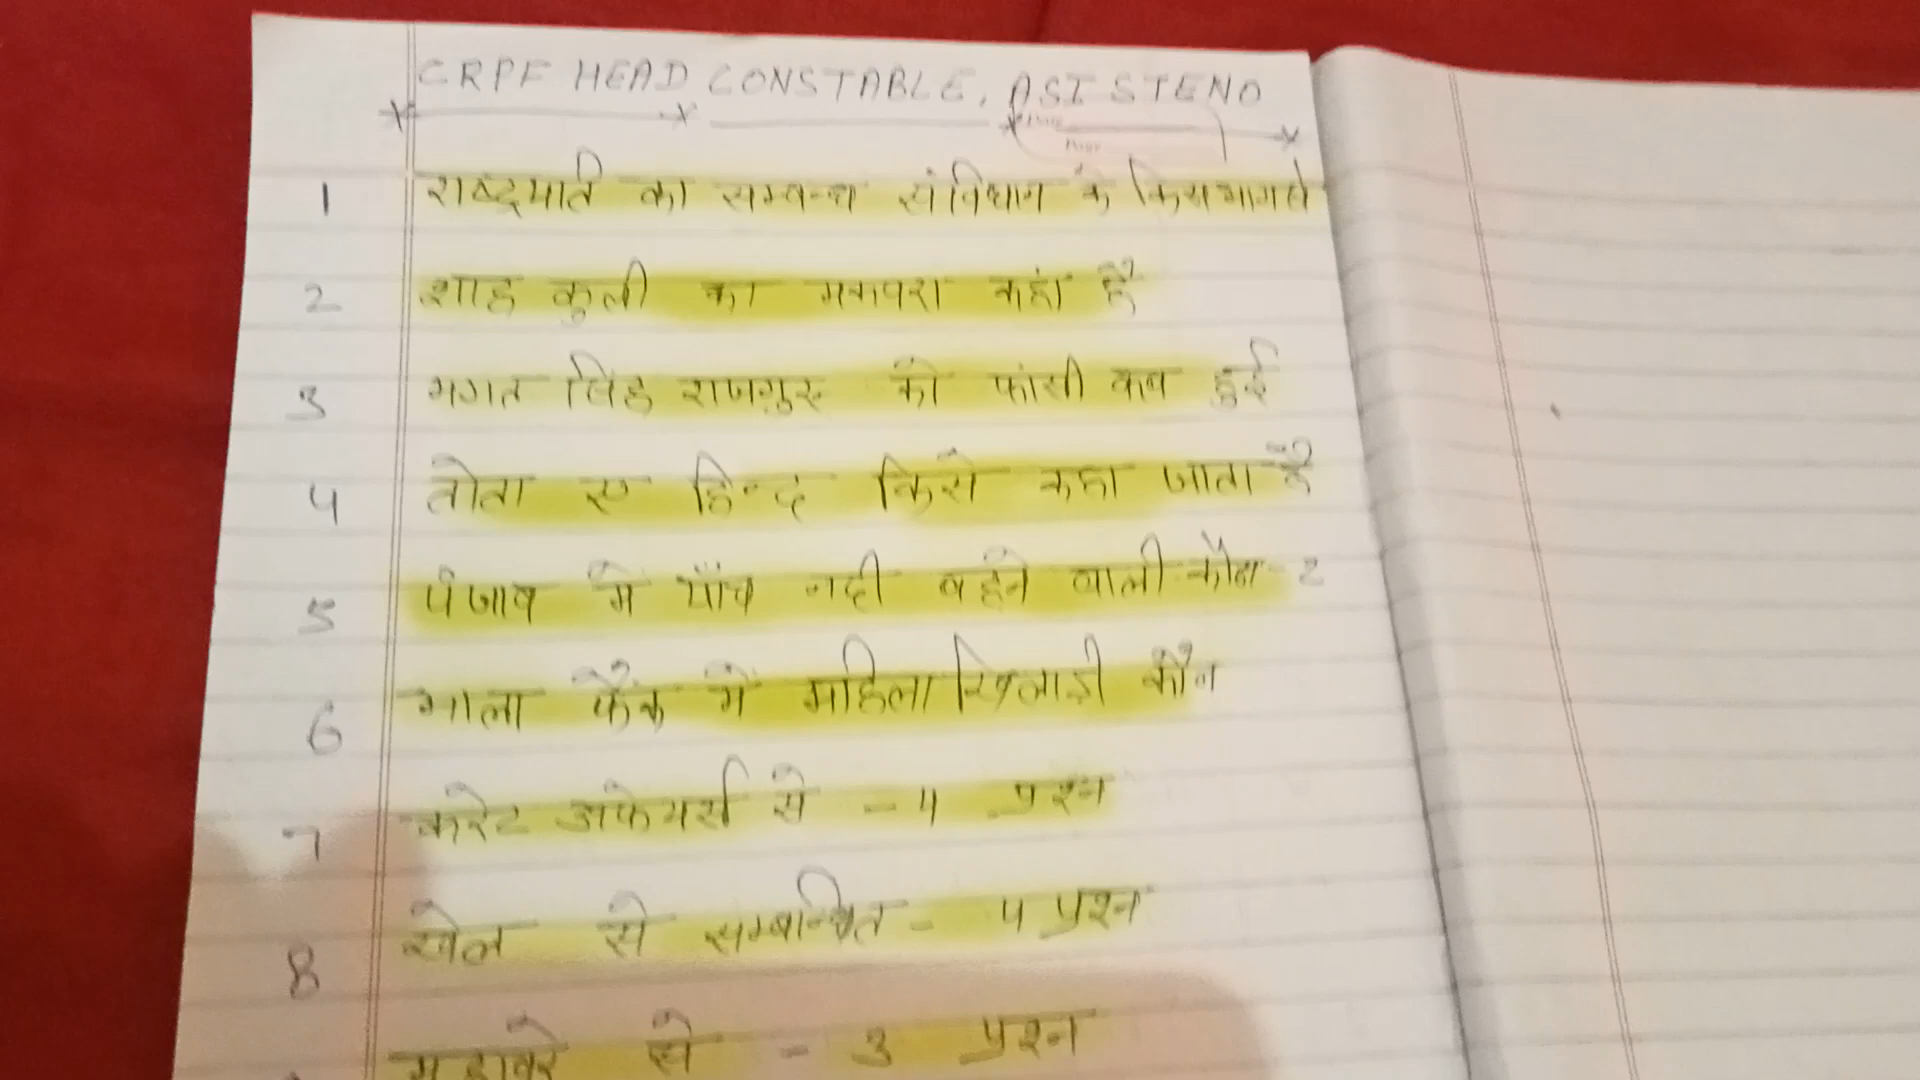 CRPF HEAD CONSTABLE, ASI STENO
1 राष्ट्रपति का सम्बन्ध संविधान के किस भाग से
2 शाह कुली का मकबरा कहां है
3 भगत सिंह राजगुरु को फांसी कब हुई
4 तोता ए हिन्द किसे कहा जाता है
5 पंजाब मे पाँच नदी बहने वाली कौन-2
6 भाला फेंक में महिला खिलाड़ी कौन
7 करेंट अफेयर्स से - 4 प्रश्न
8 खेल से सम्बन्धित - 4 प्रश्न
मुहावरे से - 3 प्रश्न